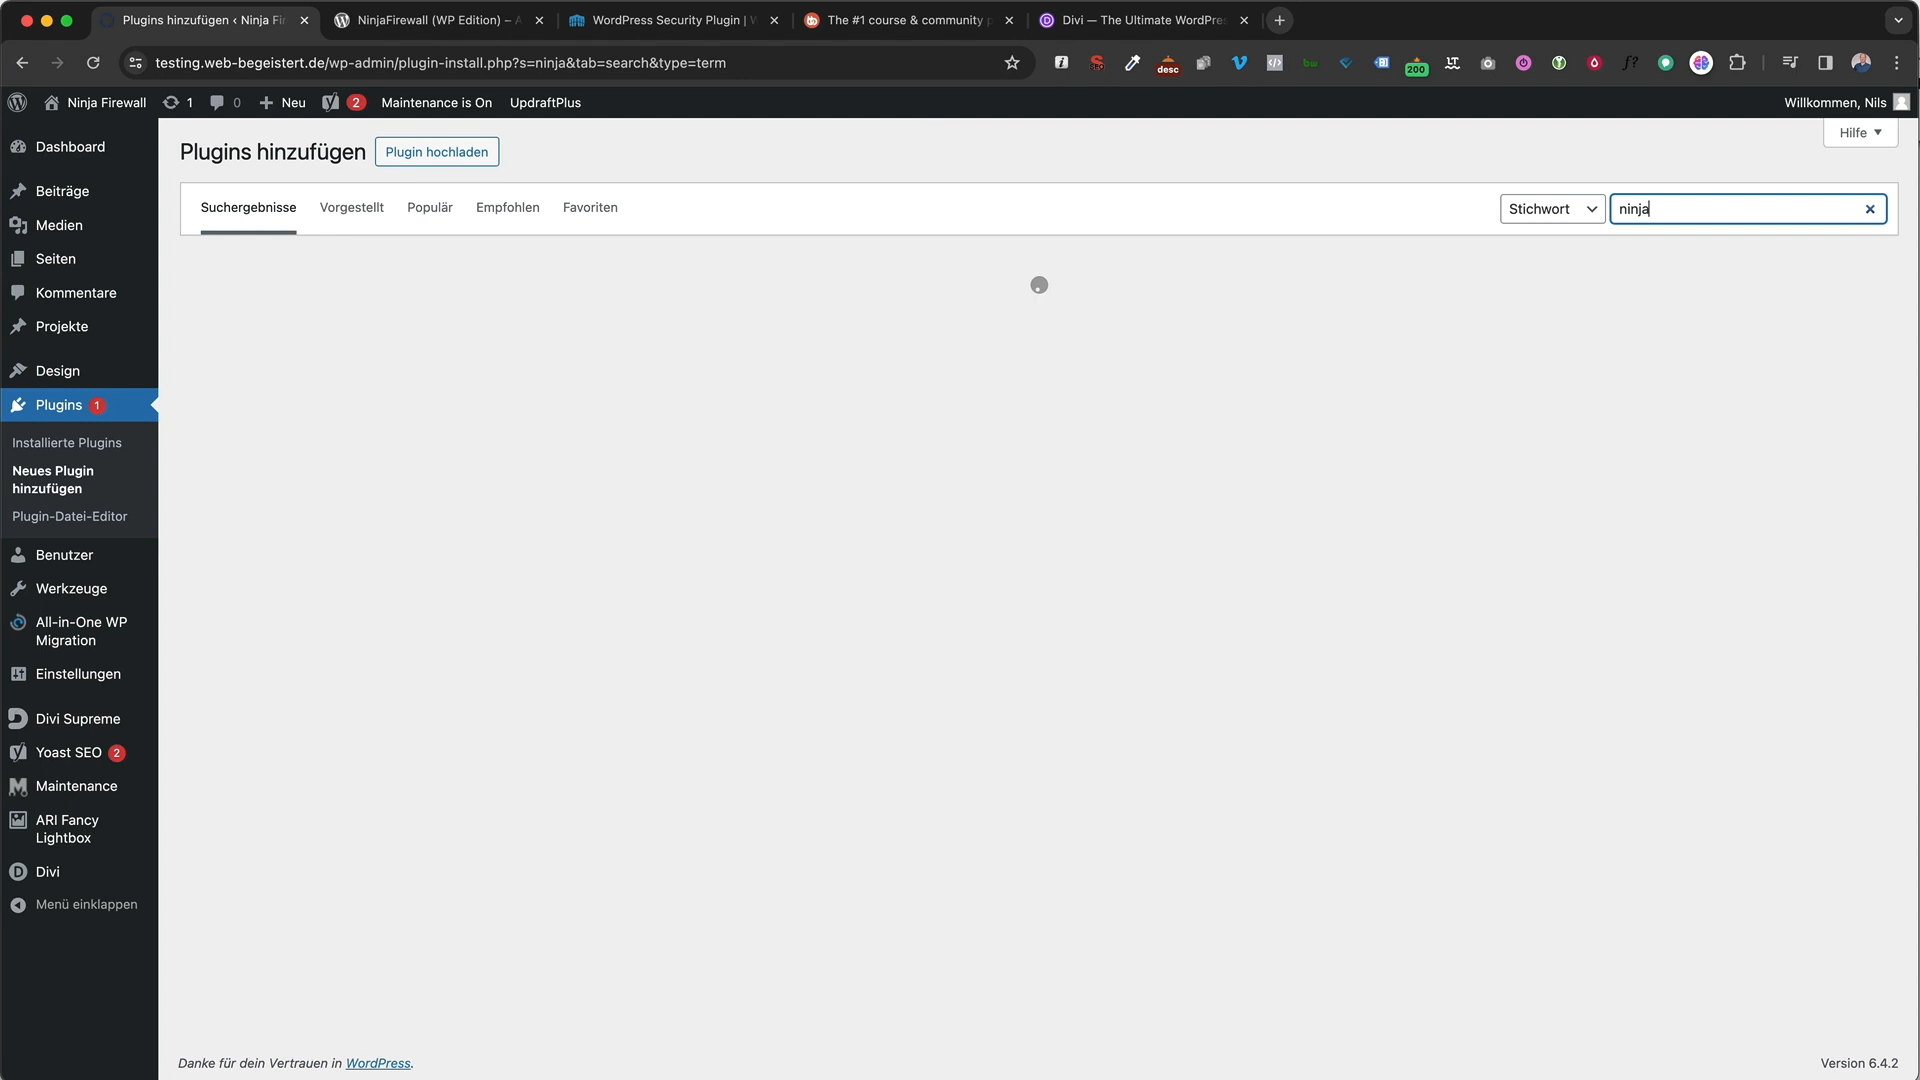 Plugins hinzufügen ‹ Ninja Fi
NinjaFirewall (WP Edition) –
WordPress Security Plugin |
The #1 course & community
Divi — The Ultimate WordPre
testing.web-begeistert.de/wp-admin/plugin-install.php?s=ninja&tab=search&type=term
desc
bw
200
Ninja Firewall
1
0
Neu
2
Maintenance is On
UpdraftPlus
Willkommen, Nils
Hilfe
Plugins hinzufügen
Plugin hochladen
Suchergebnisse
Vorgestellt
Populär
Empfohlen
Favoriten
Stichwort
ninja
Dashboard
Beiträge
Medien
Seiten
Kommentare
Projekte
Design
Plugins 1
Installierte Plugins
Neues Plugin
hinzufügen
Plugin-Datei-Editor
Benutzer
Werkzeuge
All-in-One WP
Migration
Einstellungen
Divi Supreme
Yoast SEO 2
Maintenance
ARI Fancy
Lightbox
Divi
Menü einklappen
Danke für dein Vertrauen in WordPress.
Version 6.4.2